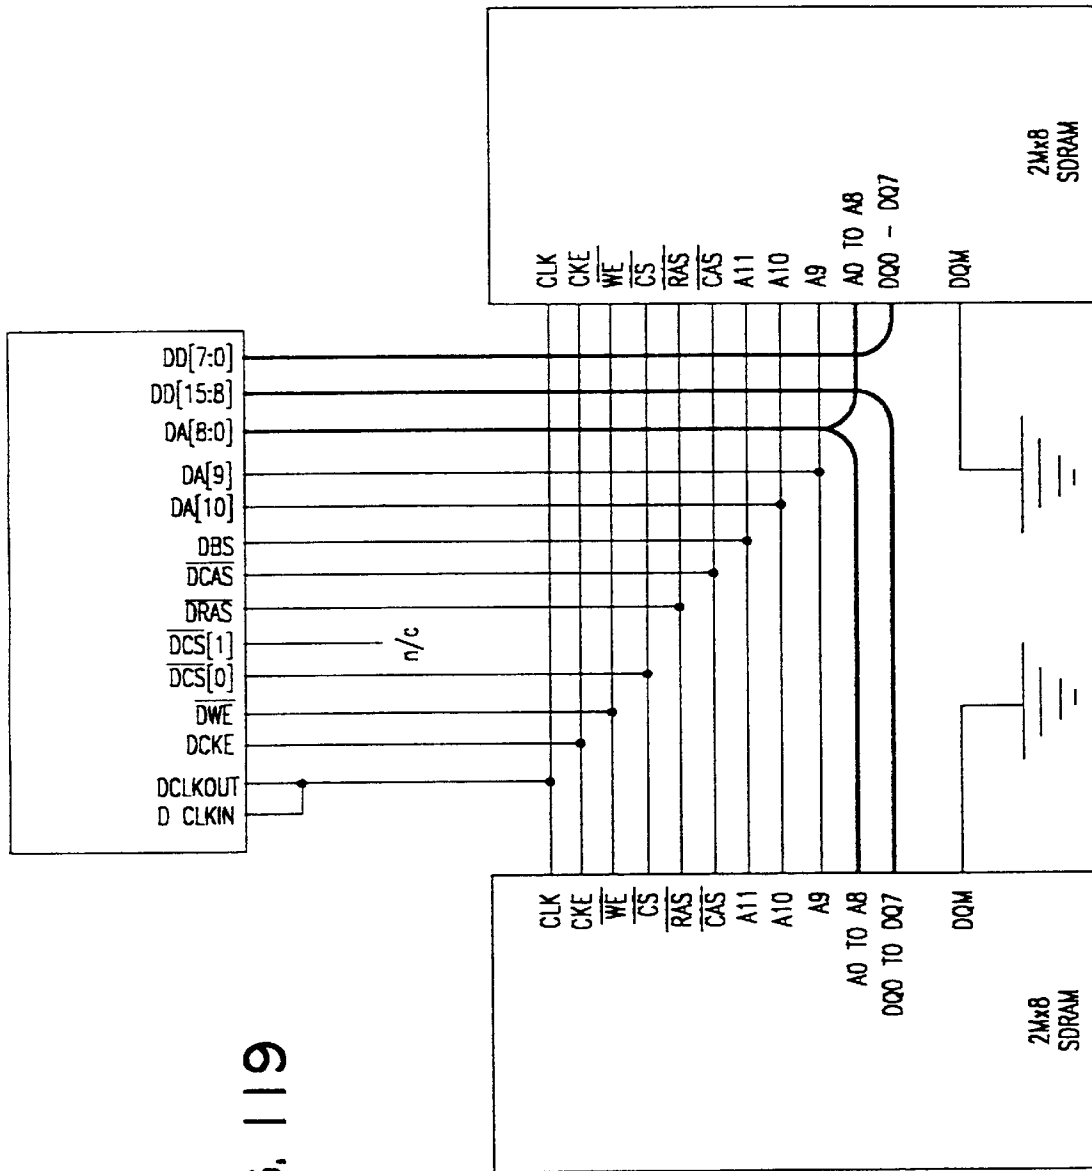 CLK
CKE
WE
CS
RAS
CAS
A11
A10
A9
A0 TO A8
DQ0 - DQ7
DQM
2Mx8
SDRAM
DD[7:0]
DD[15:8]
DA[8:0]
DA[9]
DA[10]
DBS
DCAS
DRAS
DCS[1]
DCS[0]
DWE
DCKE
DCLKOUT
D CLKIN
n/c
CLK
CKE
WE
CS
RAS
CAS
A11
A10
A9
A0 TO A8
DQ0 TO DQ7
DQM
2Mx8
SDRAM
119